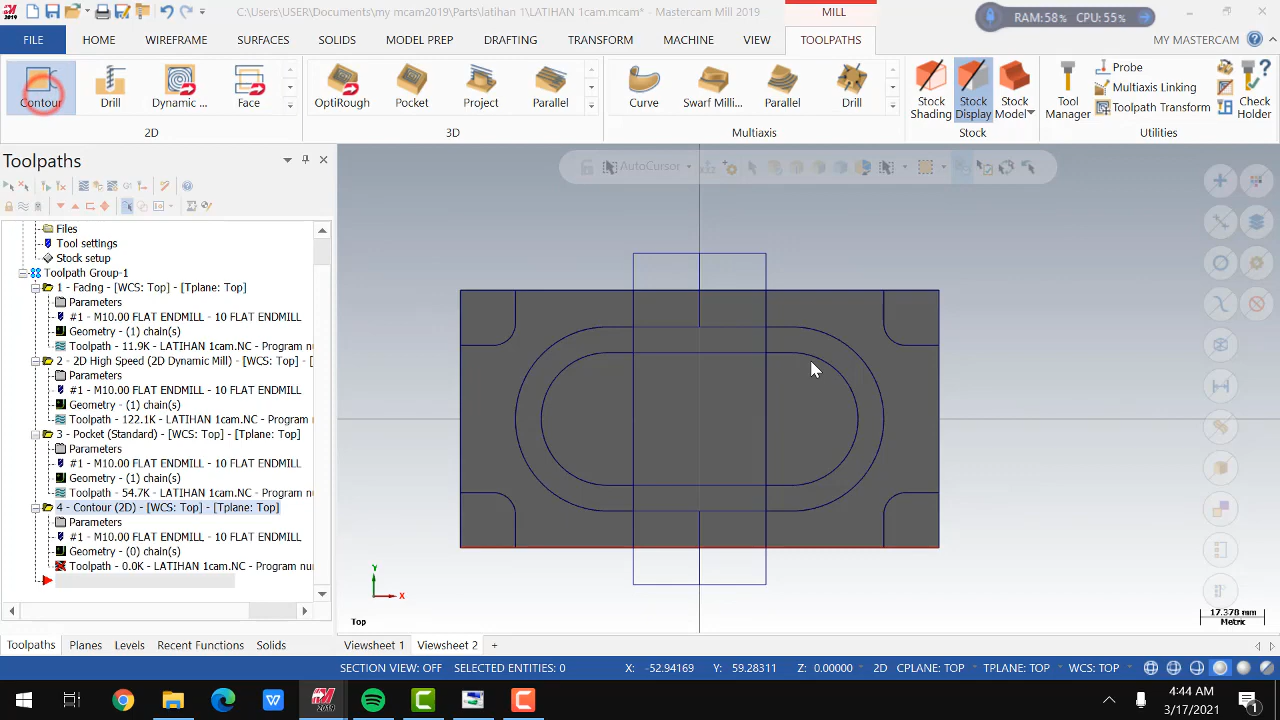 2019
C:\Users\USER\Documents\my mcam2019\Parts\latihan 1\LATIHAN 1cam.mcam* - Mastercam Mill 2019
MILL
RAM:58% CPU:55%
FILE HOME WIREFRAME SURFACES SOLIDS MODEL PREP DRAFTING TRANSFORM MACHINE VIEW TOOLPATHS MY MASTERCAM
Contour Drill Dynamic ... Face OptiRough Pocket Project Parallel Curve Swarf Milli... Parallel Drill
Stock Shading Stock Display Stock Model Tool Manager Probe Multiaxis Linking Toolpath Transform Check Holder
2D 3D Multiaxis Stock Utilities
Toolpaths
AutoCursor
Files
Tool settings
Stock setup
Toolpath Group-1
1 - Facing - [WCS: Top] - [Tplane: Top]
Parameters
#1 - M10.00 FLAT ENDMILL - 10 FLAT ENDMILL
Geometry - (1) chain(s)
Toolpath - 11.9K - LATIHAN 1cam.NC - Program nu
2 - 2D High Speed (2D Dynamic Mill) - [WCS: Top] - [
Parameters
#1 - M10.00 FLAT ENDMILL - 10 FLAT ENDMILL
Geometry - (1) chain(s)
Toolpath - 122.1K - LATIHAN 1cam.NC - Program
3 - Pocket (Standard) - [WCS: Top] - [Tplane: Top]
Parameters
#1 - M10.00 FLAT ENDMILL - 10 FLAT ENDMILL
Geometry - (1) chain(s)
Toolpath - 54.7K - LATIHAN 1cam.NC - Program nu
4 - Contour (2D) - [WCS: Top] - [Tplane: Top]
Parameters
#1 - M10.00 FLAT ENDMILL - 10 FLAT ENDMILL
Geometry - (0) chain(s)
Toolpath - 0.0K - LATIHAN 1cam.NC - Program nu
Y
X
Top
17.378 mm
Metric
Toolpaths Planes Levels Recent Functions Solids Viewsheet 1 Viewsheet 2 +
SECTION VIEW: OFF SELECTED ENTITIES: 0 X: -52.94169 Y: 59.28311 Z: 0.00000 2D CPLANE: TOP TPLANE: TOP WCS: TOP
2019
4:44 AM
3/17/2021
1